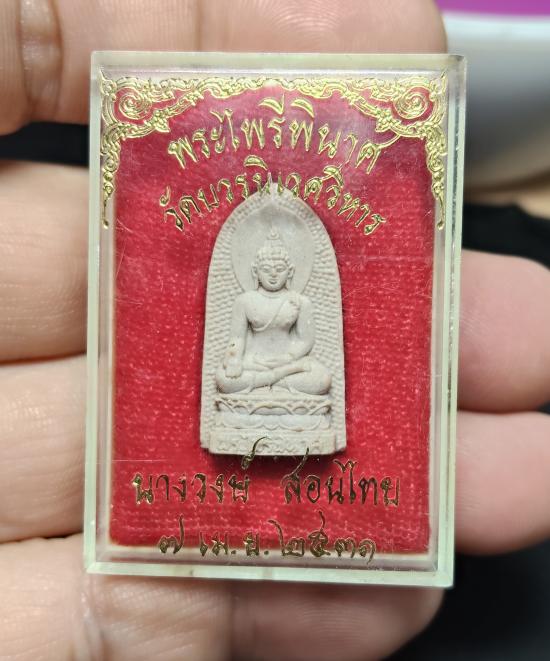 พระไพรีพินาศ
วัดบวรนิเวศวิหาร
นางวงษ์ สอนไทย
๗ เม.ย. ๒๕๓๑